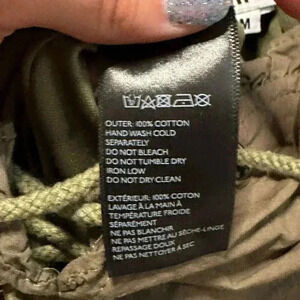 M
OUTER: 100% COTTON
HAND WASH COLD
SEPARATELY
DO NOT BLEACH
DO NOT TUMBLE DRY
IRON LOW
DO NOT DRY CLEAN
EXTÉRIEUR: 100% COTON
LAVAGE À LA MAIN À
TEMPÉRATURE FROIDE
SÉPARÉMENT
NE PAS BLANCHIR
NE PAS METTRE AU SÈCHE-LINGE
REPASSAGE DOUX
NE PAS NETTOYER À SEC